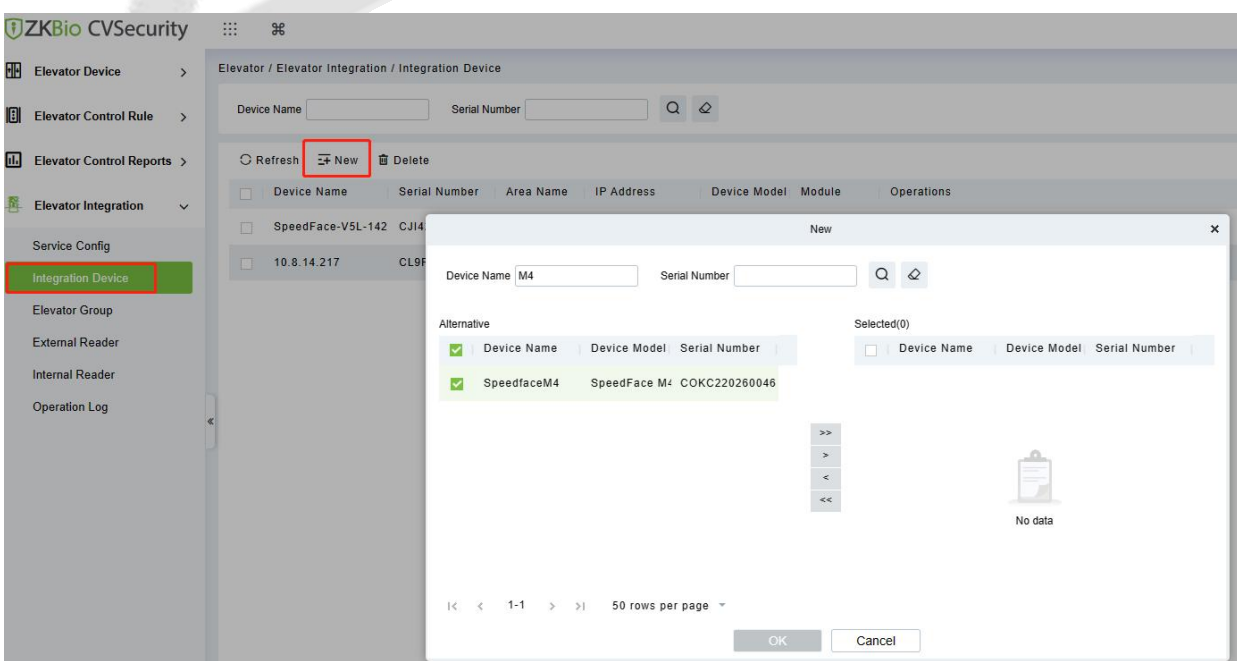 ZKBio CVSecurity
Elevator Device
Elevator Control Rule
Elevator Control Reports
Elevator Integration
Service Config
Integration Device
Elevator Group
External Reader
Internal Reader
Operation Log
Elevator / Elevator Integration / Integration Device
Device Name Serial Number
Refresh New Delete
Device Name Serial Number Area Name IP Address Device Model Module Operations
SpeedFace-V5L-142 CJI4
10.8.14.217
New
Device Name M4 Serial Number
Alternative
Device Name Device Model Serial Number
SpeedfaceM4 SpeedFace COKC220260046
>>
>
<
<<
1-1 50 rows per page
Selected(0)
Device Name Device Model Serial Number
No data
OK Cancel